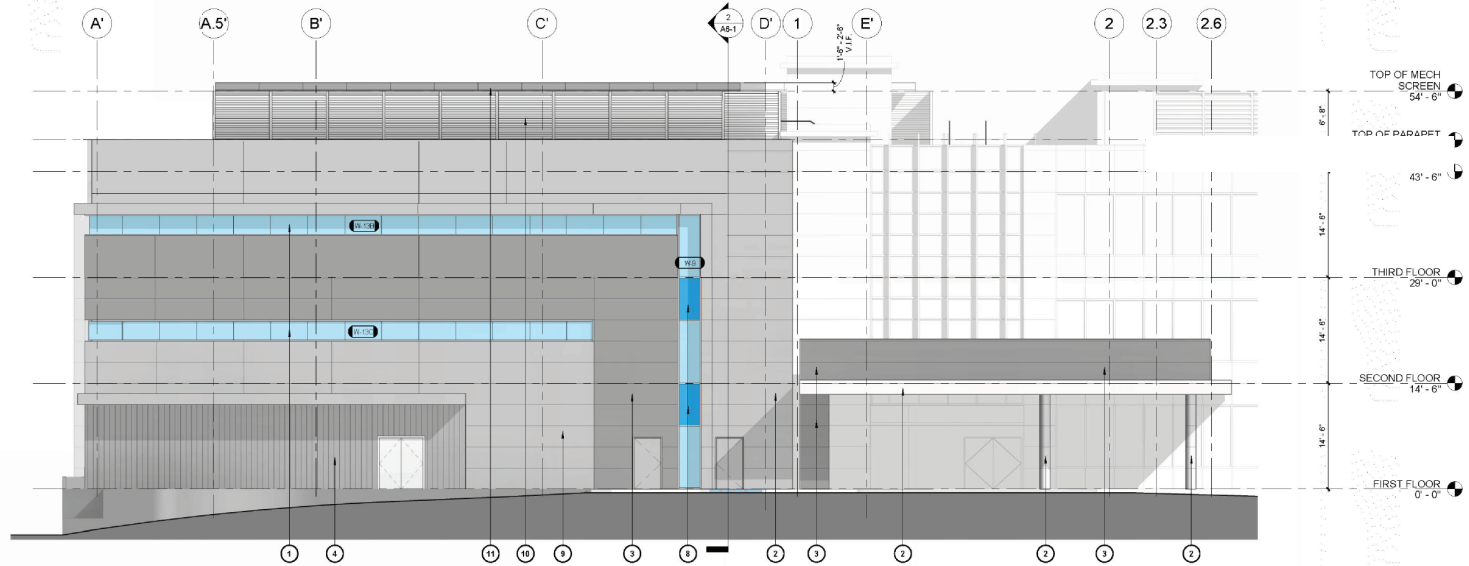 A'
A.5'
B'
C'
2
A6-1
D'
1
E'
2
2.3
2.6
1'-6" - 2'-6"
V.I.F.
TOP OF MECH
SCREEN
54' - 6"
6' - 8"
TOP OF PARAPET
43' - 6"
14' - 6"
THIRD FLOOR
29' - 0"
14' - 6"
SECOND FLOOR
14' - 6"
14' - 6"
FIRST FLOOR
0' - 0"
W-13B
W-9
W-13C
1
4
11
10
9
3
8
2
3
2
2
3
2